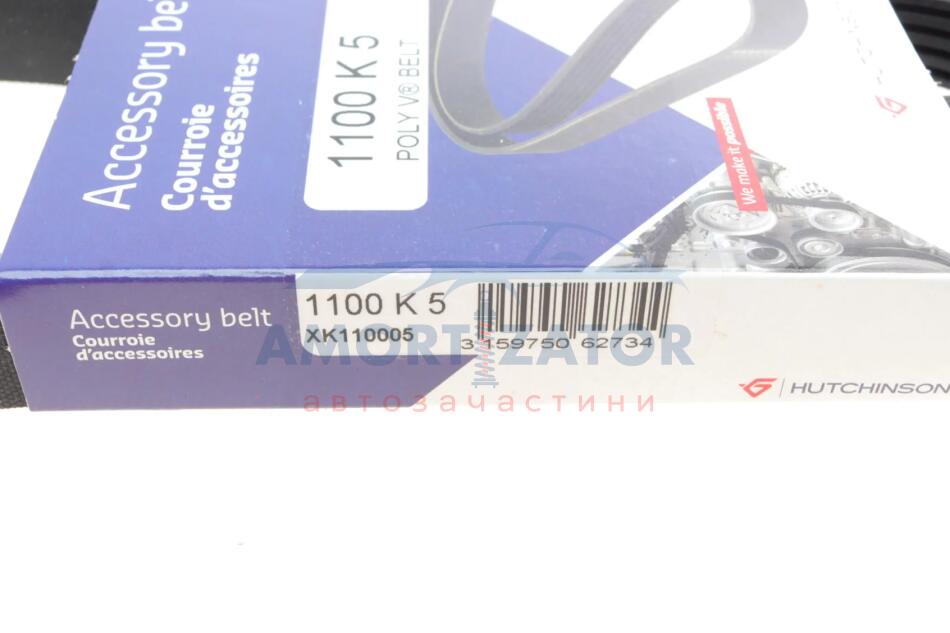 Accessory bel
Courroie
d'accessoires
1100 K 5
POLY V® BELT
We make it possible
Accessory belt
Courroie
d'accessoires
1100 K 5
XK110005
3 159750 62734
HUTCHINSON
AMORTIZATOR
автозачастини